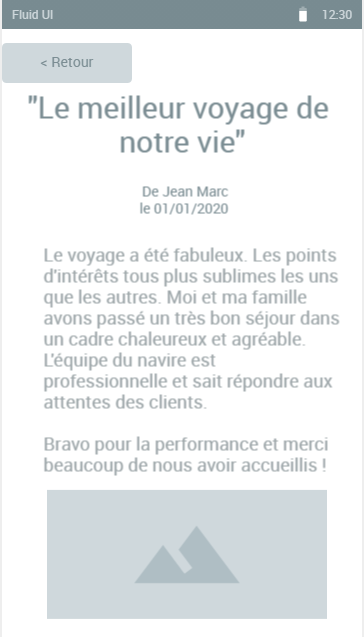 Fluid UI 12:30
< Retour
"Le meilleur voyage de
notre vie"
De Jean Marc
le 01/01/2020
Le voyage a été fabuleux. Les points
d'intérêts tous plus sublimes les uns
que les autres. Moi et ma famille
avons passé un très bon séjour dans
un cadre chaleureux et agréable.
L'équipe du navire est
professionnelle et sait répondre aux
attentes des clients.
Bravo pour la performance et merci
beaucoup de nous avoir accueillis !